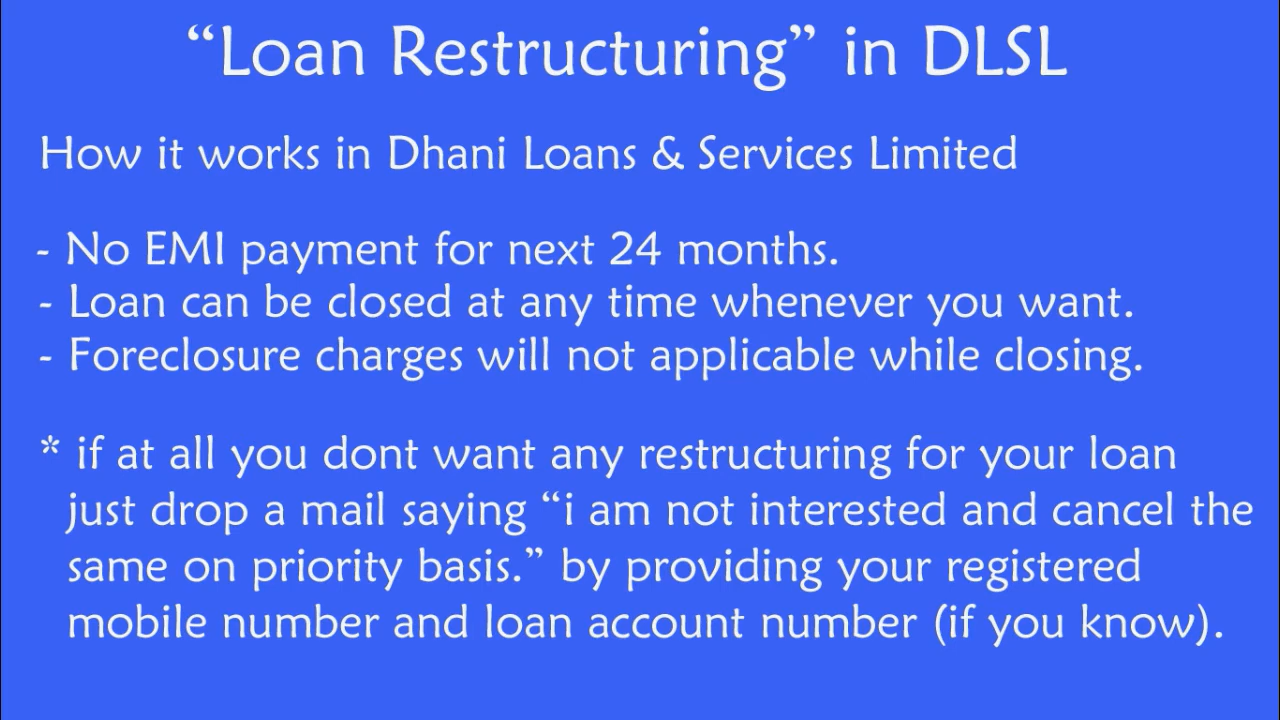 “Loan Restructuring” in DLSL
How it works in Dhani Loans & Services Limited
- No EMI payment for next 24 months.
- Loan can be closed at any time whenever you want.
- Foreclosure charges will not applicable while closing.
* if at all you dont want any restructuring for your loan
just drop a mail saying “i am not interested and cancel the
same on priority basis.” by providing your registered
mobile number and loan account number (if you know).